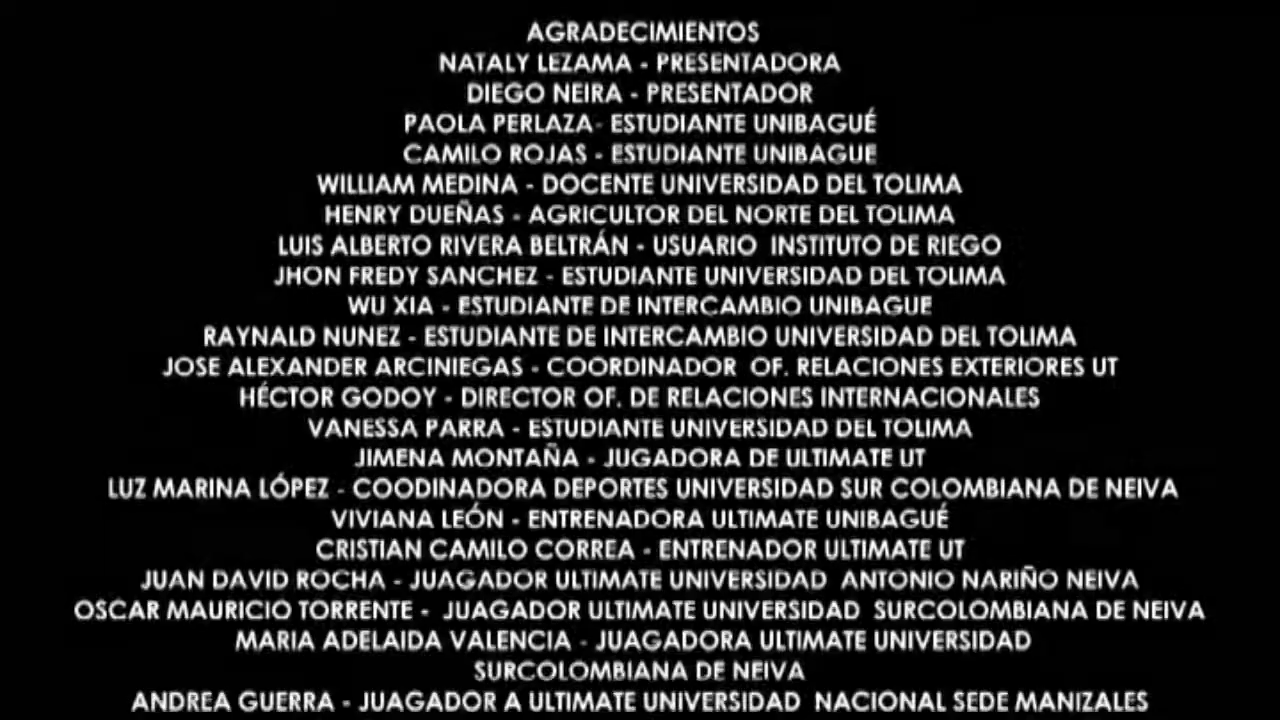 AGRADECIMIENTOS
NATALY LEZAMA - PRESENTADORA
DIEGO NEIRA - PRESENTADOR
PAOLA PERLAZA- ESTUDIANTE UNIBAGUÉ
CAMILO ROJAS - ESTUDIANTE UNIBAGUE
WILLIAM MEDINA - DOCENTE UNIVERSIDAD DEL TOLIMA
HENRY DUEÑAS - AGRICULTOR DEL NORTE DEL TOLIMA
LUIS ALBERTO RIVERA BELTRÁN - USUARIO  INSTITUTO DE RIEGO
JHON FREDY SANCHEZ - ESTUDIANTE UNIVERSIDAD DEL TOLIMA
WU XIA - ESTUDIANTE DE INTERCAMBIO UNIBAGUE
RAYNALD NUNEZ - ESTUDIANTE DE INTERCAMBIO UNIVERSIDAD DEL TOLIMA
JOSE ALEXANDER ARCINIEGAS - COORDINADOR  OF. RELACIONES EXTERIORES UT
HÉCTOR GODOY - DIRECTOR OF. DE RELACIONES INTERNACIONALES
VANESSA PARRA - ESTUDIANTE UNIVERSIDAD DEL TOLIMA
JIMENA MONTAÑA - JUGADORA DE ULTIMATE UT
LUZ MARINA LÓPEZ - COODINADORA DEPORTES UNIVERSIDAD SUR COLOMBIANA DE NEIVA
VIVIANA LEÓN - ENTRENADORA ULTIMATE UNIBAGUÉ
CRISTIAN CAMILO CORREA - ENTRENADOR ULTIMATE UT
JUAN DAVID ROCHA - JUAGADOR ULTIMATE UNIVERSIDAD  ANTONIO NARIÑO NEIVA
OSCAR MAURICIO TORRENTE -  JUAGADOR ULTIMATE UNIVERSIDAD  SURCOLOMBIANA DE NEIVA
MARIA ADELAIDA VALENCIA - JUAGADORA ULTIMATE UNIVERSIDAD
SURCOLOMBIANA DE NEIVA
ANDREA GUERRA - JUAGADOR A ULTIMATE UNIVERSIDAD  NACIONAL SEDE MANIZALES